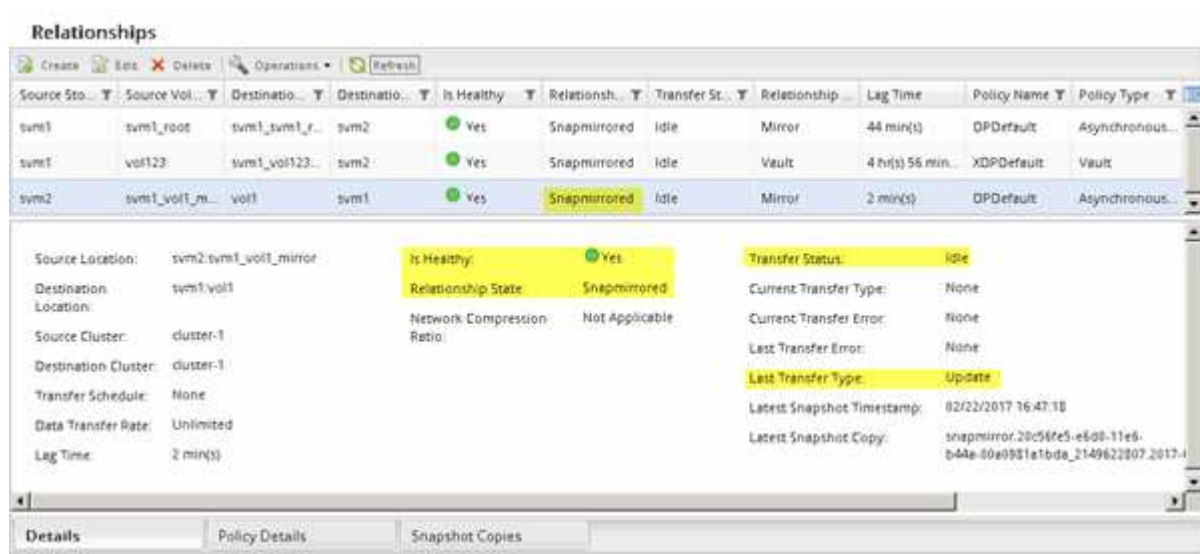 Relationships
Create Edit Delete Operations Refresh
Source Sto... Source Vol... Destinatio... Destinatio... Is Healthy Relationsh... Transfer St... Relationship ... Lag Time Policy Name Policy Type
svm1 svm1_root svm1_svm1_r... svm2 Yes Snapmirrored Idle Mirror 44 min(s) DPDefault Asynchronous...
svm1 vol123 svm1_vol123... svm2 Yes Snapmirrored Idle Vault 4 hr(s) 56 min... XDPDefault Vault
svm2 svm1_vol1_m... vol1 svm1 Yes Snapmirrored Idle Mirror 2 min(s) DPDefault Asynchronous...
Source Location: svm2:svm1_vol1_mirror Is Healthy: Yes Transfer Status: Idle
Destination Location: svm1:vol1 Relationship State: Snapmirrored Current Transfer Type: None
Network Compression Ratio: Not Applicable Current Transfer Error: None
Source Cluster: cluster-1
Last Transfer Error: None
Destination Cluster: cluster-1
Last Transfer Type: Update
Transfer Schedule: None
Latest Snapshot Timestamp: 02/22/2017 16:47:18
Data Transfer Rate: Unlimited
Latest Snapshot Copy: snapmirror.20c56fe5-e6d0-11e6-
b44a-00a0981a1bda_2149622807.2017-
Lag Time: 2 min(s)
Details Policy Details Snapshot Copies